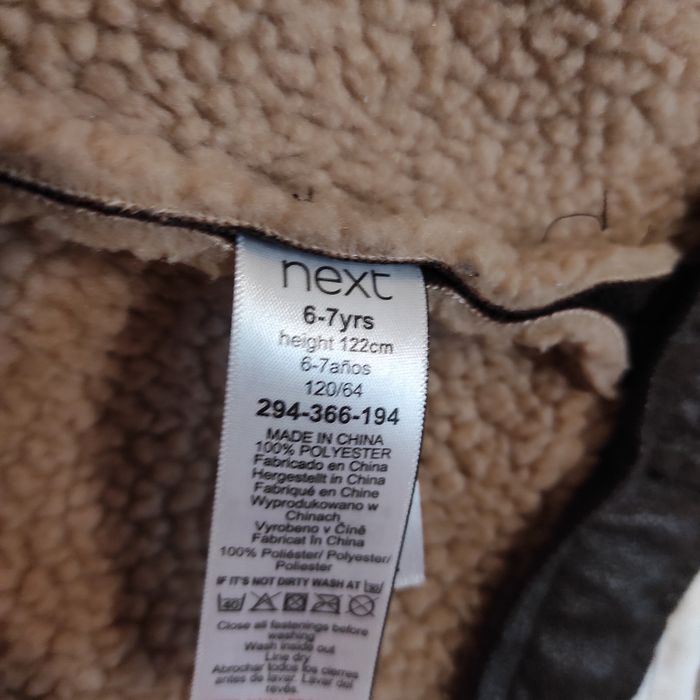 next
6-7yrs
height 122cm
6-7años
120/64
294-366-194
MADE IN CHINA
100% POLYESTER
Fabricado en China
Hergestellt in China
Fabriqué en Chine
Wyprodukowano w
Chinach
Vyrobeno v Číně
Fabricat în China
100% Poliéster/ Polyester/
Poliester
IF IT'S NOT DIRTY WASH AT 30
40
Close all fastenings before
washing
Wash inside out
Line dry
Abrochar todos los cierres
antes de lavar. Lavar del
revés.